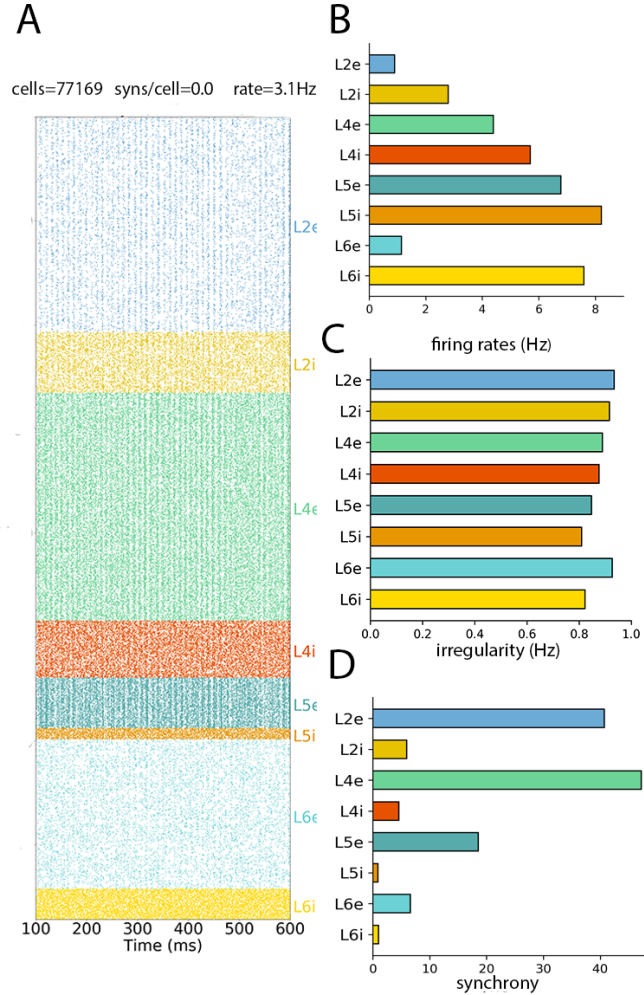 A
cells=77169 syns/cell=0.0 rate=3.1Hz
L2e
L2i
L4e
L4i
L5e
L5i
L6e
L6i
100 200 300 400 500 600
Time (ms)
B
L2e
L2i
L4e
L4i
L5e
L5i
L6e
L6i
0 2 4 6 8
firing rates (Hz)
C
L2e
L2i
L4e
L4i
L5e
L5i
L6e
L6i
0.0 0.2 0.4 0.6 0.8 1.0
irregularity (Hz)
D
L2e
L2i
L4e
L4i
L5e
L5i
L6e
L6i
0 10 20 30 40
synchrony